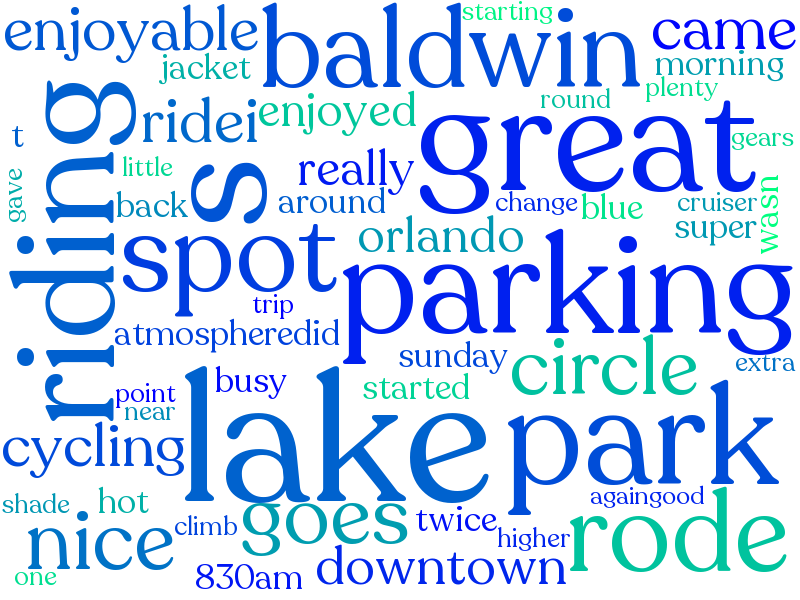 starting
enjoyable
baldwin
came
jacket
morning
riding
plenty
round
enjoyed
ridei
great
gears
t
little
really
s
gave
back
around
change
blue
cruiser
super
wasn
orlando
spot
parking
trip
atmospheredid
sunday
circle
extra
busy
started
point
near
lake
park
cycling
shade
hot
goes
twice
againgood
rode
nice
climb
higher
downtown
one
830am